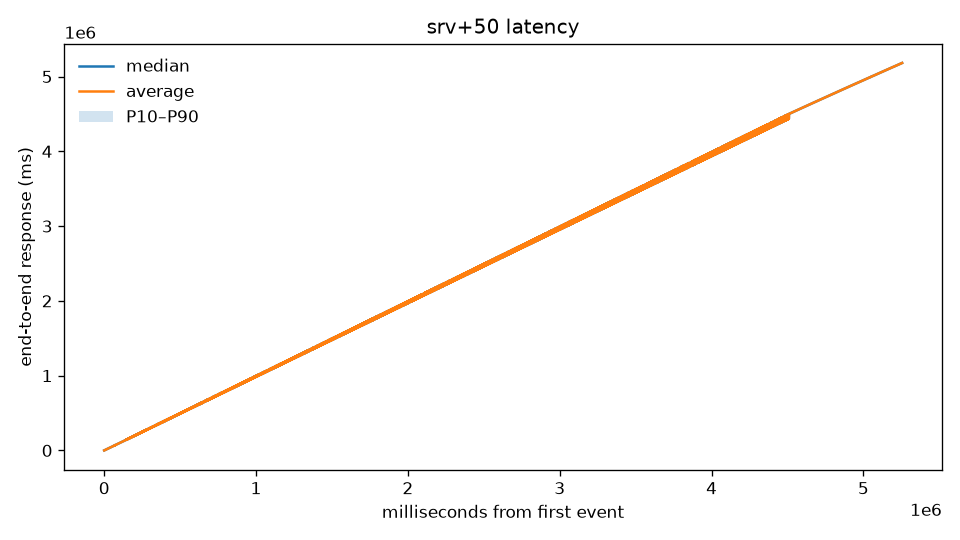 srv+50 latency
1e6
median
average
P10–P90
5
4
3
2
1
0
end-to-end response (ms)
0 1 2 3 4 5
1e6
milliseconds from first event